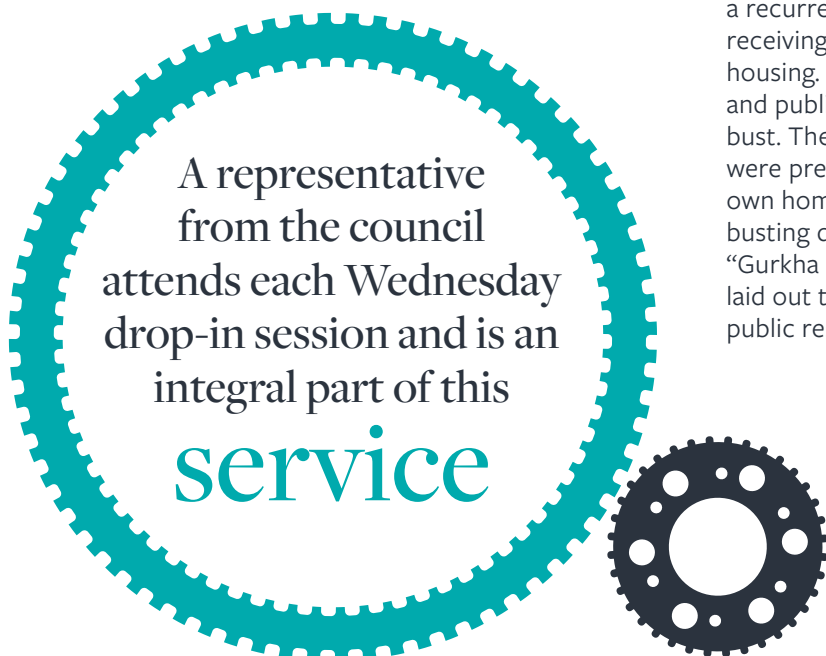 A representative
from the council
attends each Wednesday
drop-in session and is an
integral part of this
service
a recurre
receiving
housing.
and publ
bust. The
were pre
own hom
busting
“Gurkha
laid out t
public re